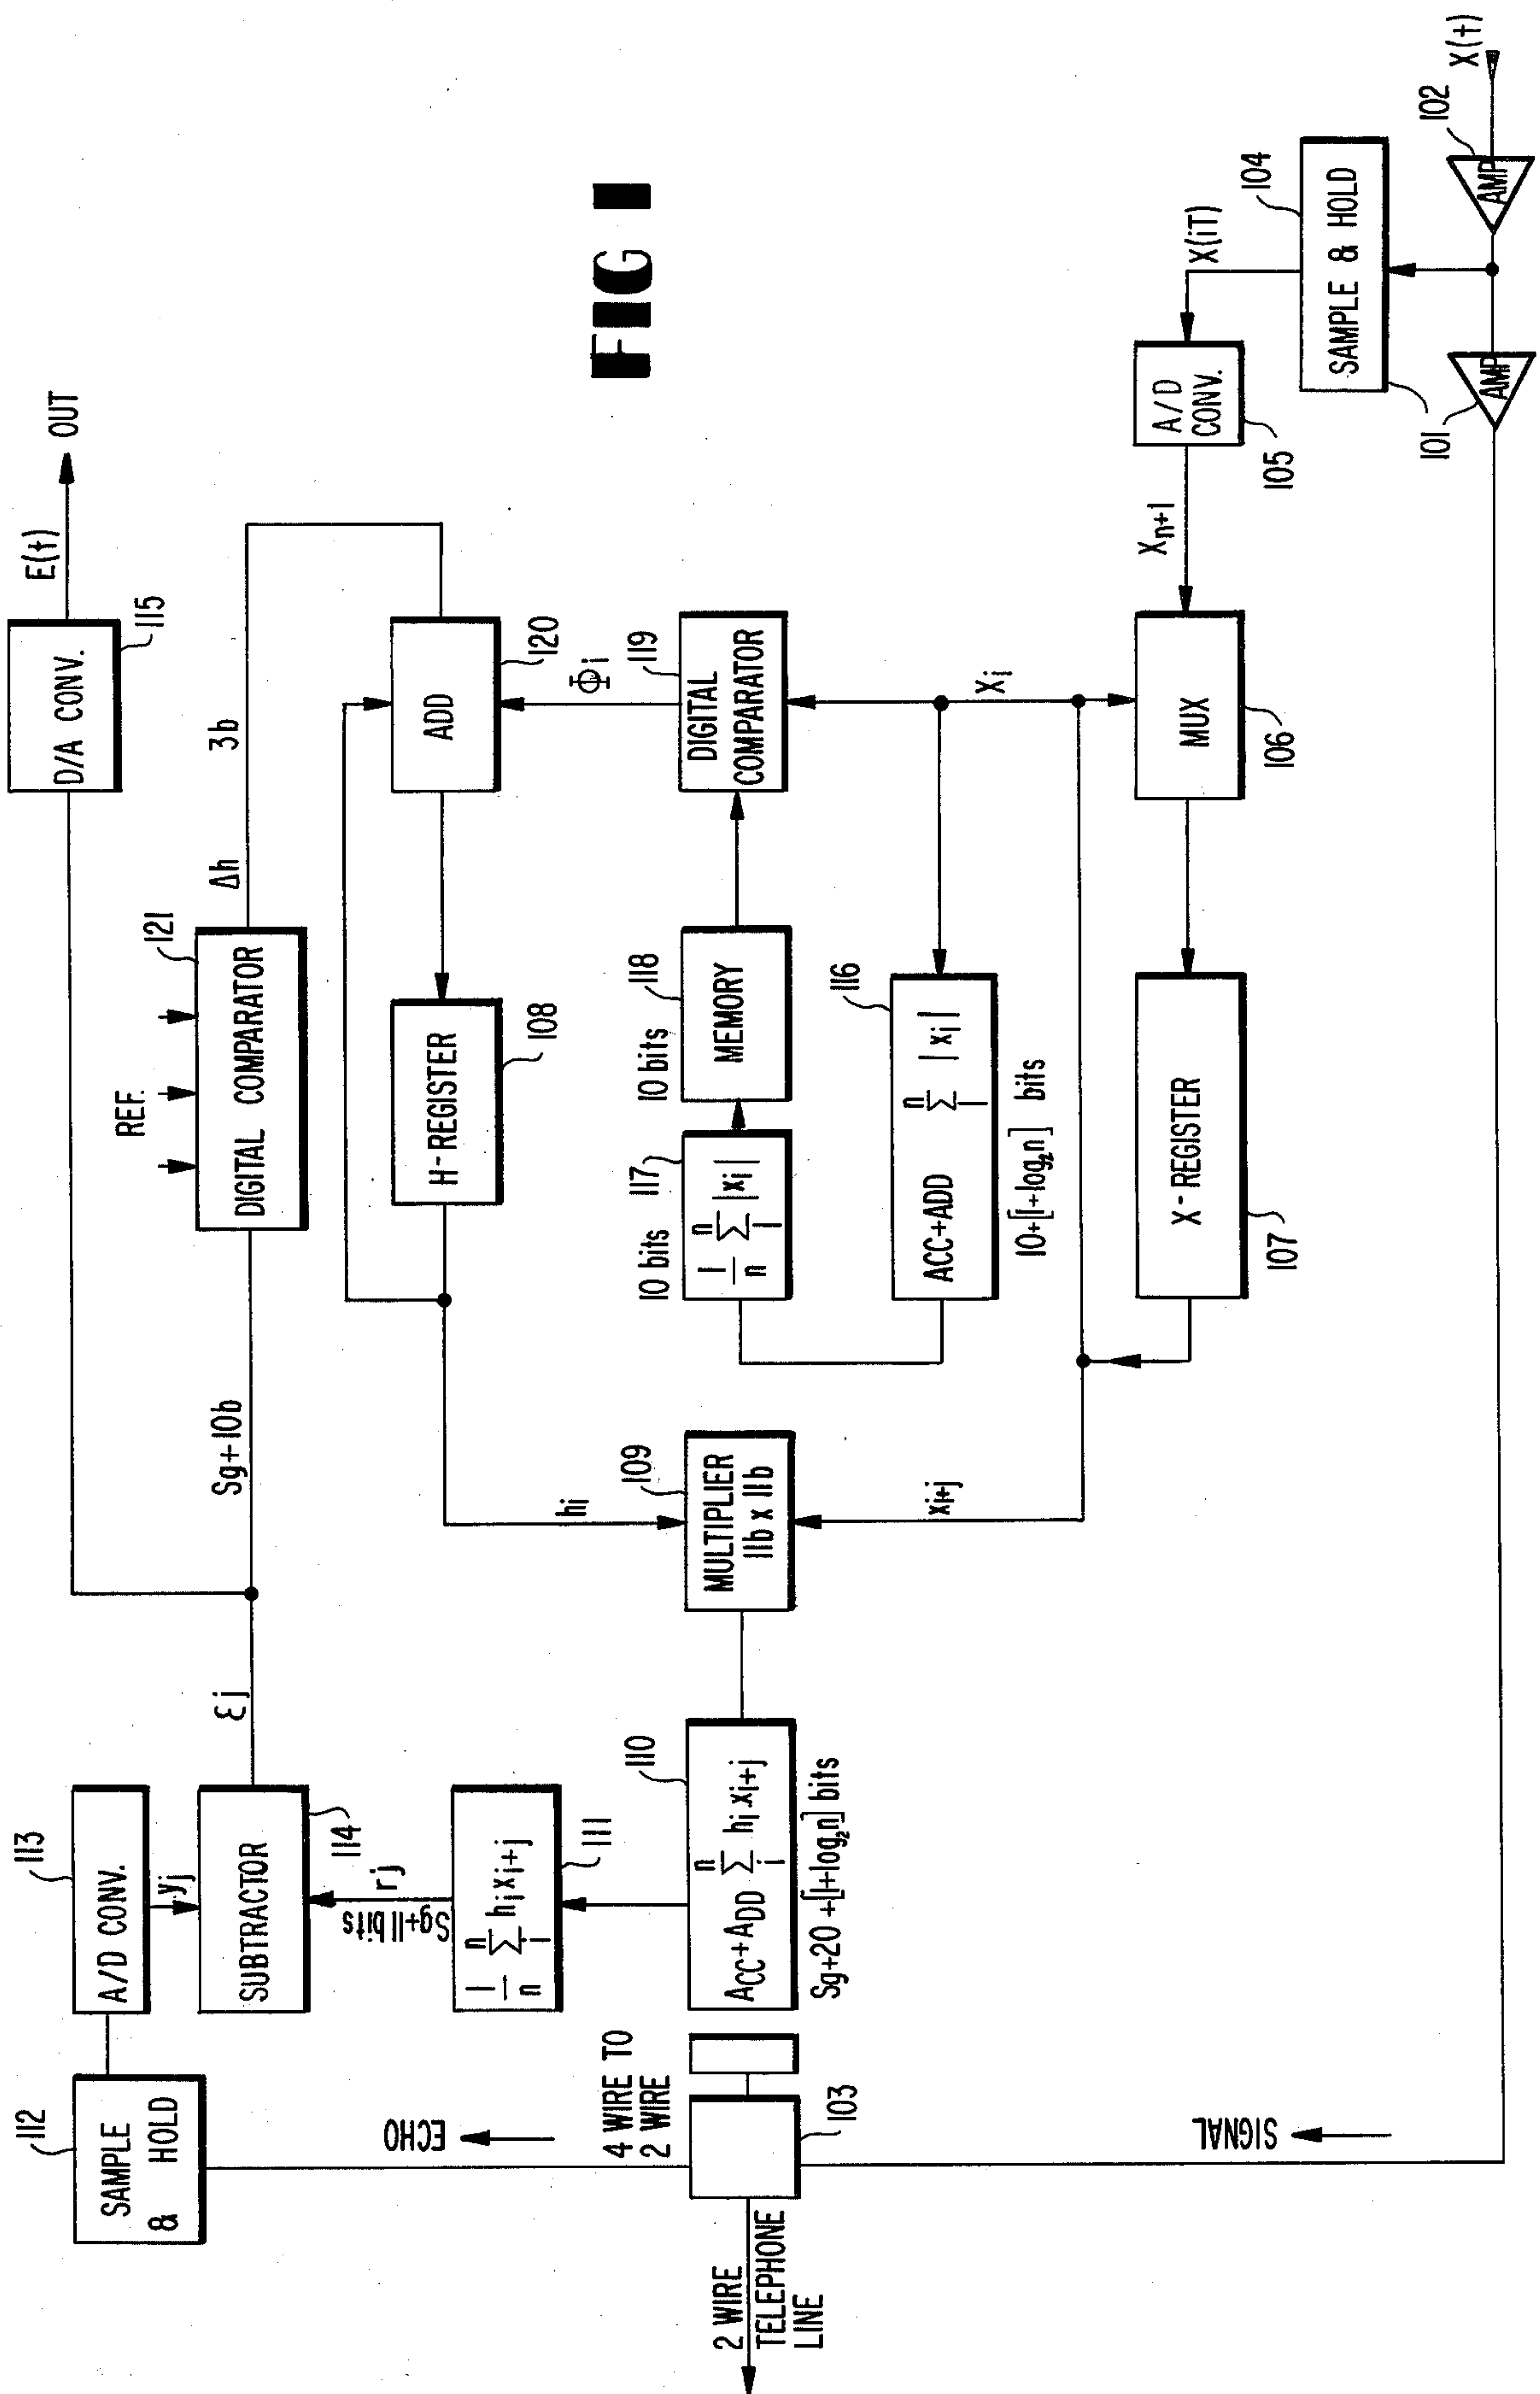 112
SAMPLE
& HOLD
113
A/D CONV.
yj
SUBTRACTOR
114
εj
Sg+10b
REF.
121
DIGITAL COMPARATOR
Δh
3b
D/A CONV.
115
E(t)
OUT
ECHO
rj
Sg+11bits
1/n n Σ i hi xi+j
111
H-REGISTER
108
ADD
120
Φi
FIG 1
4 WIRE TO
2 WIRE
103
2 WIRE
TELEPHONE
LINE
110
ACC+ADD n Σ i hi xi+j
Sg+20+[1+log2n] bits
hi
109
MULTIPLIER
11b x 11b
xi+j
10 bits
117
1/n n Σ 1 |xi|
10 bits
118
MEMORY
119
DIGITAL
COMPARATOR
116
ACC+ADD n Σ 1 |xi|
10+[1+log2n] bits
Xi
X-REGISTER
107
MUX
106
Xn+1
A/D
CONV.
105
X(iT)
104
SAMPLE & HOLD
SIGNAL
101
AMP
102
AMP
X(t)